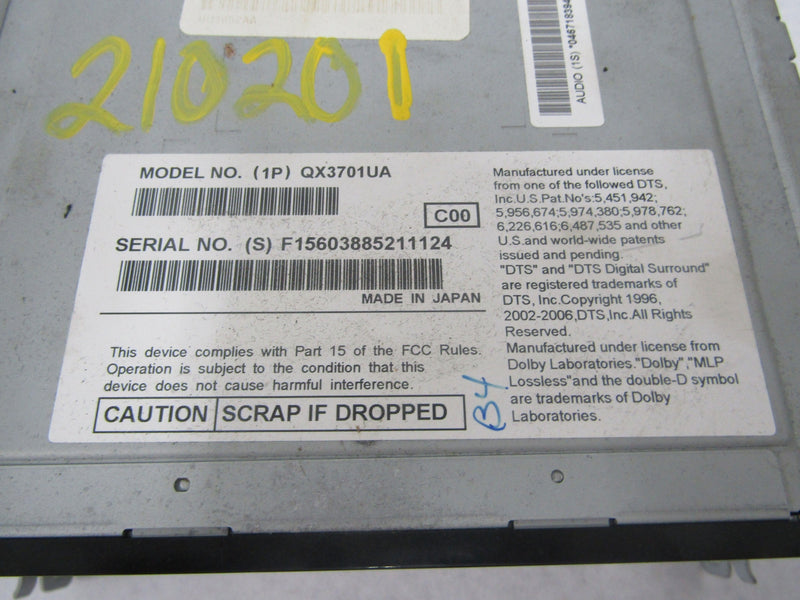 210201
AUDIO (1S) *04671839
MODEL NO. (1P) QX3701UA
C00
SERIAL NO. (S) F15603885211124
MADE IN JAPAN
This device complies with Part 15 of the FCC Rules.
Operation is subject to the condition that this
device does not cause harmful interference.
CAUTION SCRAP IF DROPPED
B4
Manufactured under license
from one of the followed DTS,
Inc.U.S.Pat.No's:5,451,942;
5,956,674;5,974,380;5,978,762;
6,226,616;6,487,535 and other
U.S.and world-wide patents
issued and pending.
"DTS" and "DTS Digital Surround"
are registered trademarks of
DTS, Inc.Copyright 1996,
2002-2006,DTS,Inc.All Rights
Reserved.
Manufactured under license from
Dolby Laboratories."Dolby","MLP
Lossless"and the double-D symbol
are trademarks of Dolby
Laboratories.